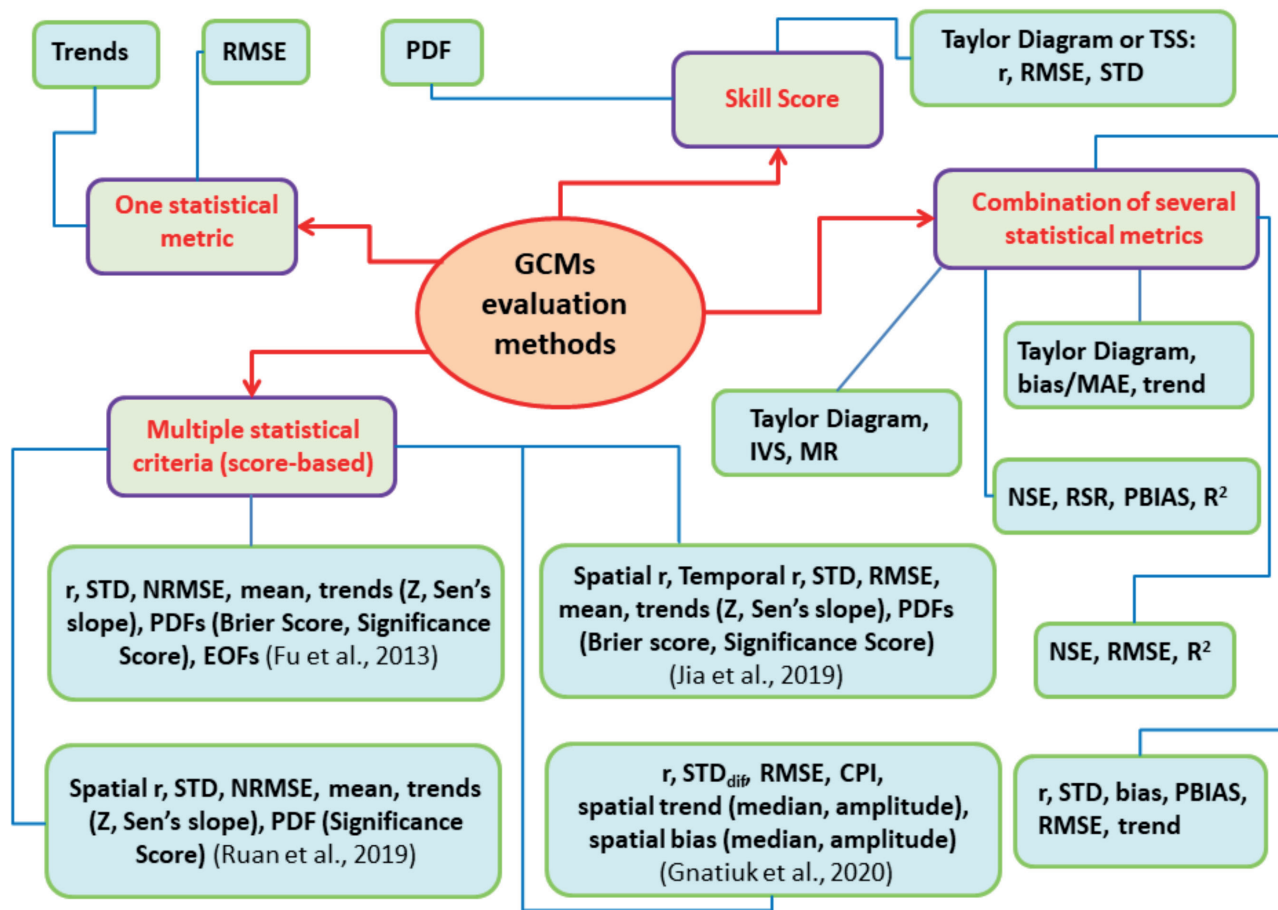 Trends
RMSE
PDF
Taylor Diagram or TSS:
r, RMSE, STD
Skill Score
One statistical
metric
Combination of several
statistical metrics
GCMs
evaluation
methods
Taylor Diagram,
bias/MAE, trend
Taylor Diagram,
IVS, MR
Multiple statistical
criteria (score-based)
NSE, RSR, PBIAS, R²
r, STD, NRMSE, mean, trends (Z, Sen’s
slope), PDFs (Brier Score, Significance
Score), EOFs (Fu et al., 2013)
Spatial r, Temporal r, STD, RMSE,
mean, trends (Z, Sen’s slope), PDFs
(Brier score, Significance Score)
(Jia et al., 2019)
NSE, RMSE, R²
Spatial r, STD, NRMSE, mean, trends
(Z, Sen’s slope), PDF (Significance
Score) (Ruan et al., 2019)
r, STDdif, RMSE, CPI,
spatial trend (median, amplitude),
spatial bias (median, amplitude)
(Gnatiuk et al., 2020)
r, STD, bias, PBIAS,
RMSE, trend